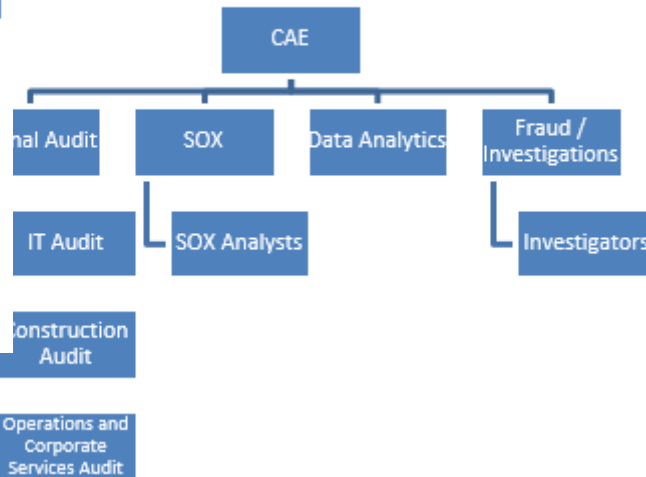 CAE
nal Audit
SOX
Data Analytics
Fraud /
Investigations
IT Audit
SOX Analysts
Investigators
Construction
Audit
Operations and
Corporate
Services Audit